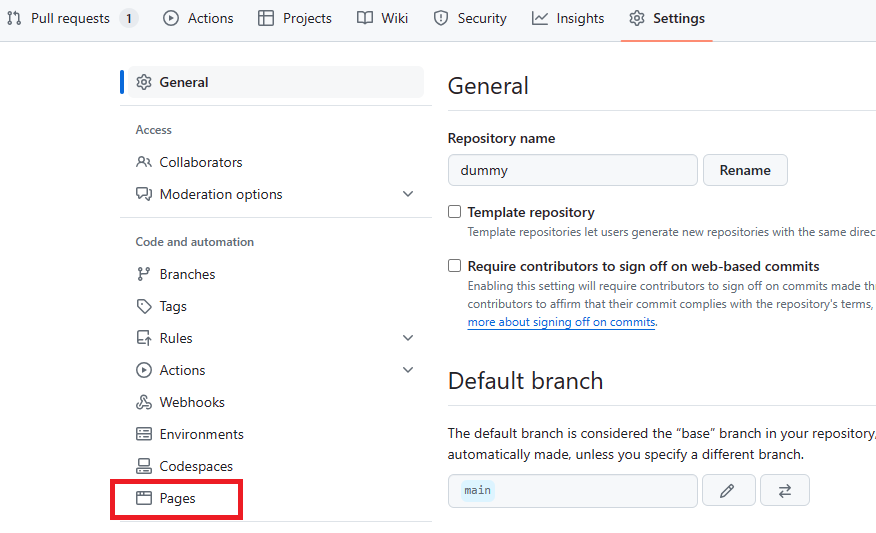 Pull requests 1 Actions Projects Wiki Security Insights Settings
General
Access
Collaborators
Moderation options
Code and automation
Branches
Tags
Rules
Actions
Webhooks
Environments
Codespaces
Pages
General
Repository name
dummy Rename
Template repository
Template repositories let users generate new repositories with the same direc
Require contributors to sign off on web-based commits
Enabling this setting will require contributors to sign off on commits made th
contributors to affirm that their commit complies with the repository's terms,
more about signing off on commits.
Default branch
The default branch is considered the “base” branch in your repository,
automatically made, unless you specify a different branch.
main